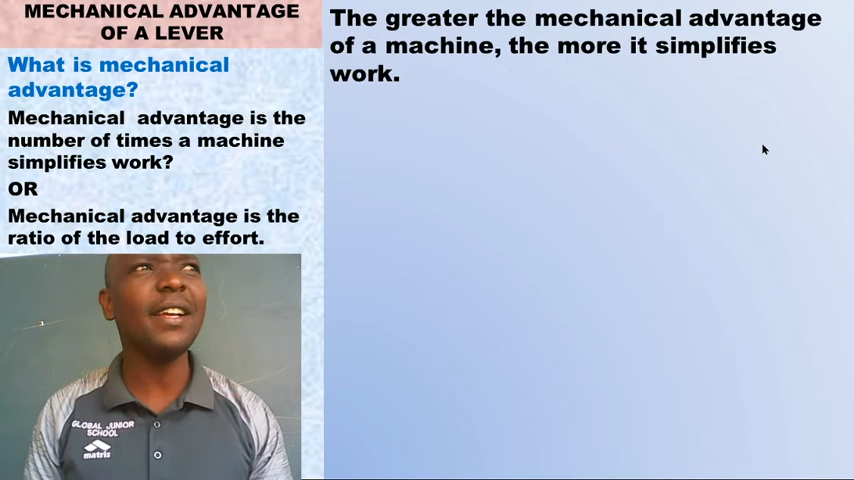 MECHANICAL ADVANTAGE
OF A LEVER
What is mechanical
advantage?
Mechanical advantage is the
number of times a machine
simplifies work?
OR
Mechanical advantage is the
ratio of the load to effort.
The greater the mechanical advantage
of a machine, the more it simplifies
work.
GLOBAL JUNIOR
SCHOOL
matris